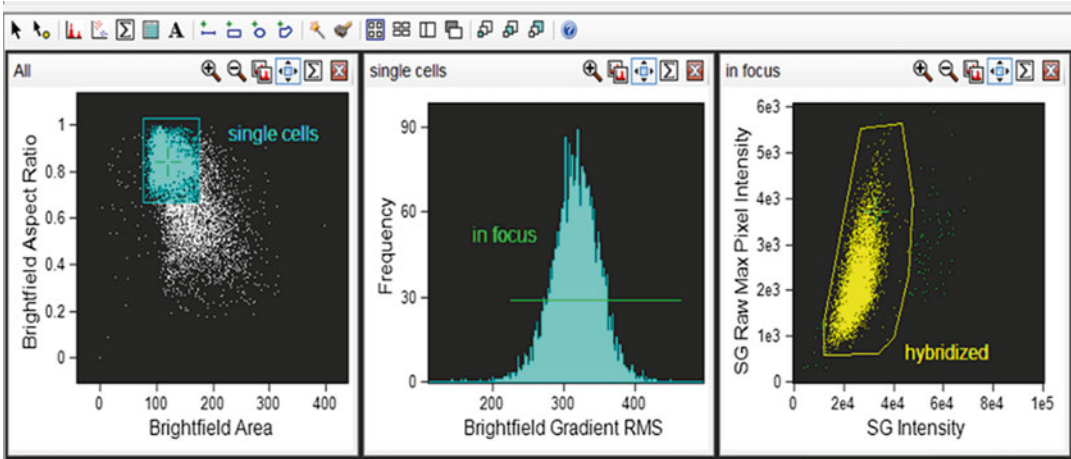 A
All
Brightfield Aspect Ratio
1
0.8
0.6
0.4
0.2
0
single cells
0 100 200 300 400
Brightfield Area
single cells
Frequency
90
60
30
0
in focus
200 300 400
Brightfield Gradient RMS
in focus
SG Raw Max Pixel Intensity
6e3
5e3
4e3
3e3
2e3
1e3
0
hybridized
0 2e4 4e4 6e4 8e4 1e5
SG Intensity